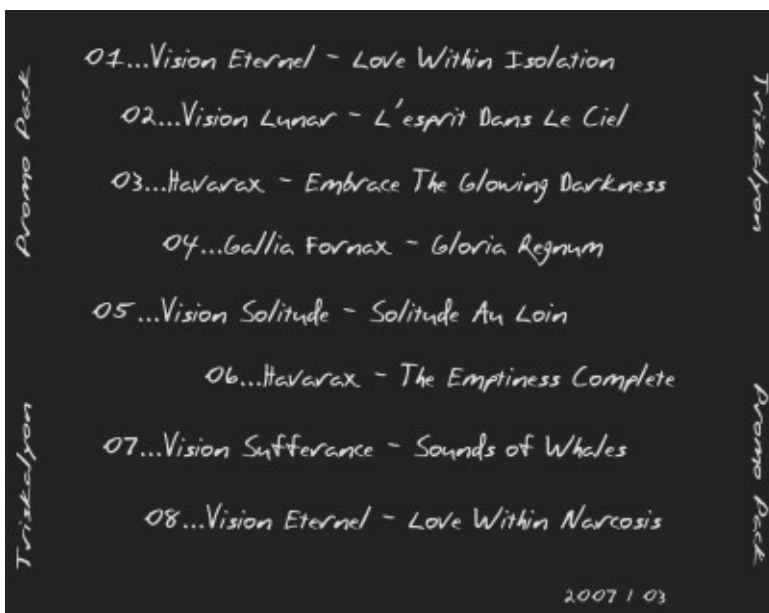 01...Vision Eternel - Love Within Isolation
02...Vision Lunar - L'esprit Dans Le Ciel
03...Havarax - Embrace The Glowing Darkness
04...Gallia Fornax - Gloria Regnum
05...Vision Solitude - Solitude Au Loin
06...Havarax - The Emptiness Complete
07...Vision Sufferance - Sounds of Whales
08...Vision Eternel - Love Within Narcosis
2007 / 03
Promo Pack
Triskalyon
Triskalyon
Promo Pack